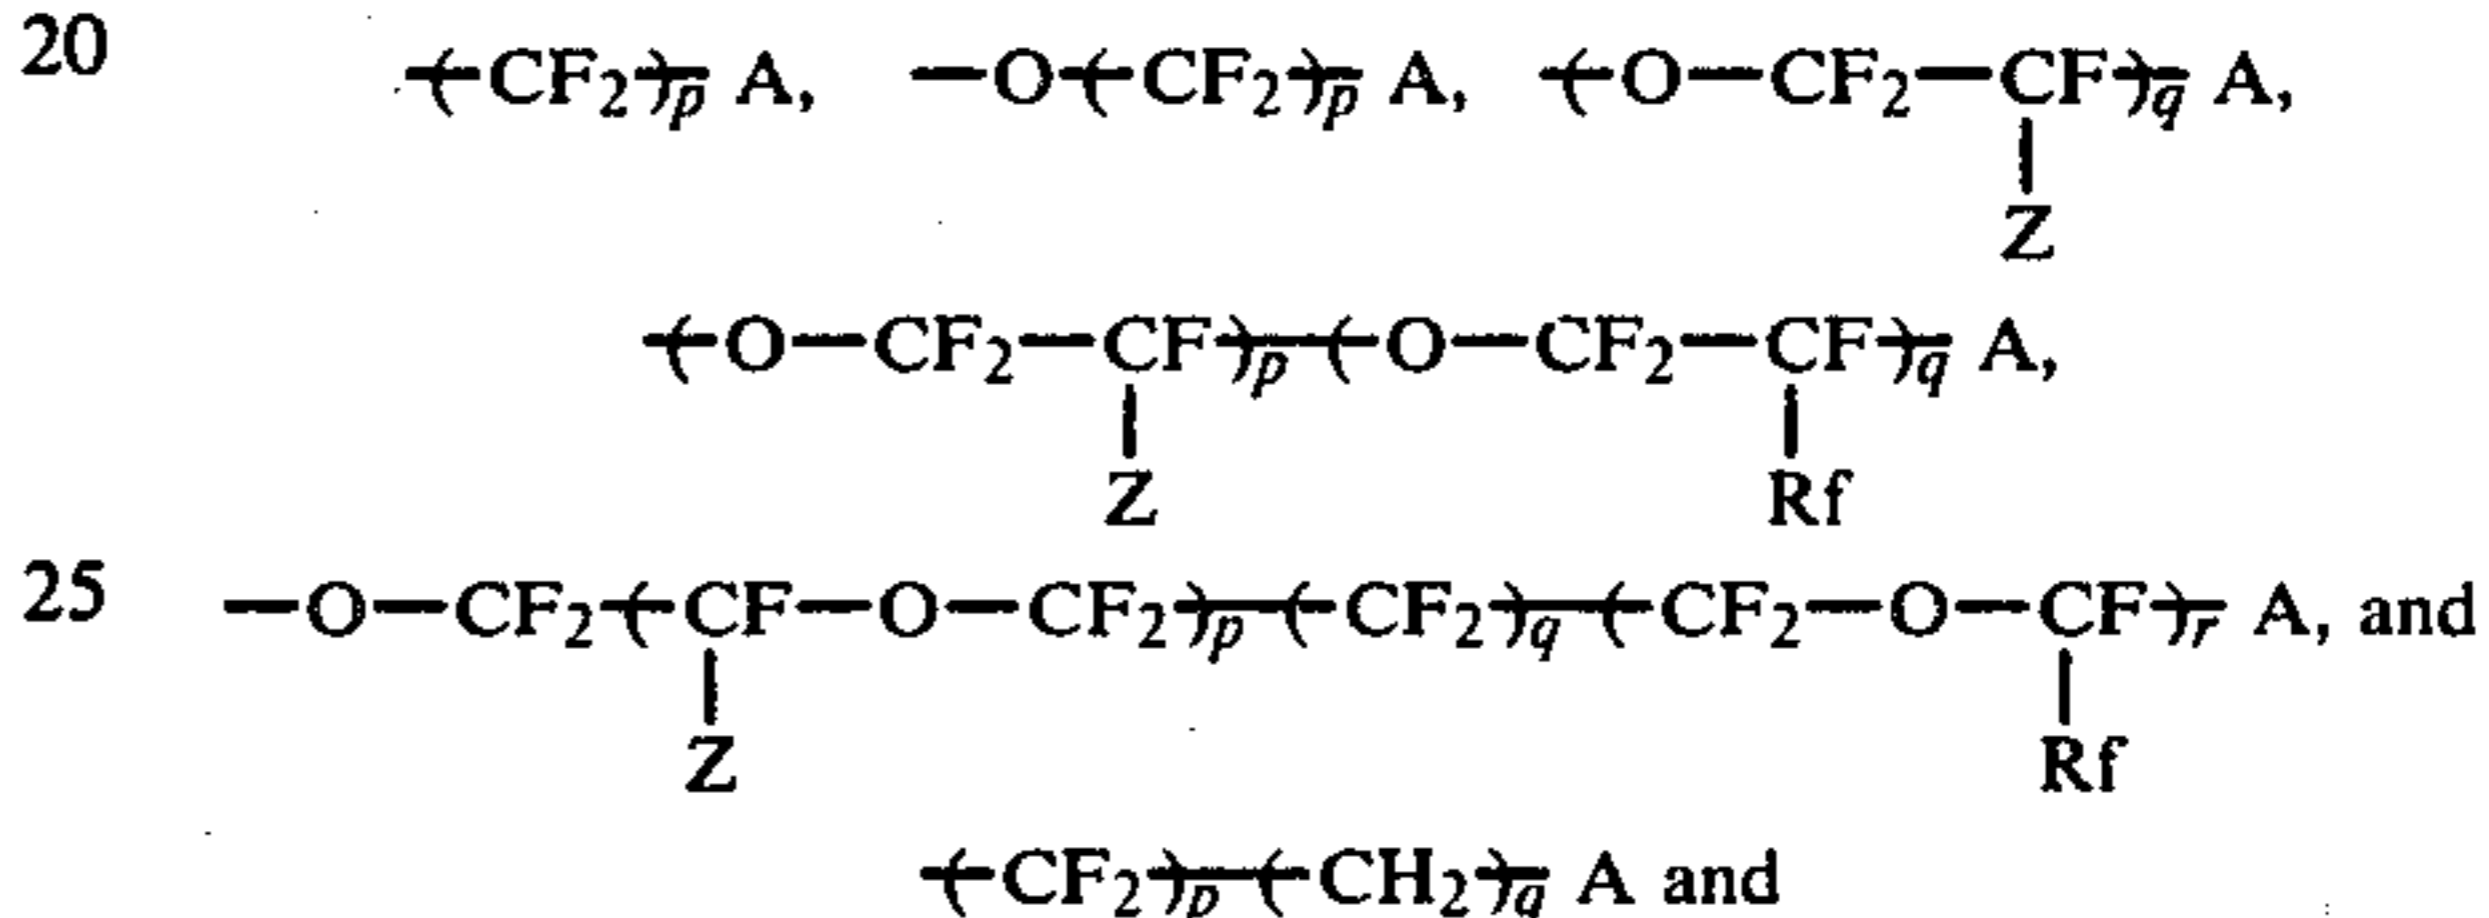 20 —(CF₂)ₚ A, —O—(CF₂)ₚ A, —(O—CF₂—CF)q A,
Z
—(O—CF₂—CF)ₚ—(O—CF₂—CF)q A,
Z Rf
25 —O—CF₂—(CF—O—CF₂)ₚ—(CF₂)q—(CF₂—O—CF)ᵣ A, and
Z Rf
—(CF₂)ₚ—(CH₂)q A and